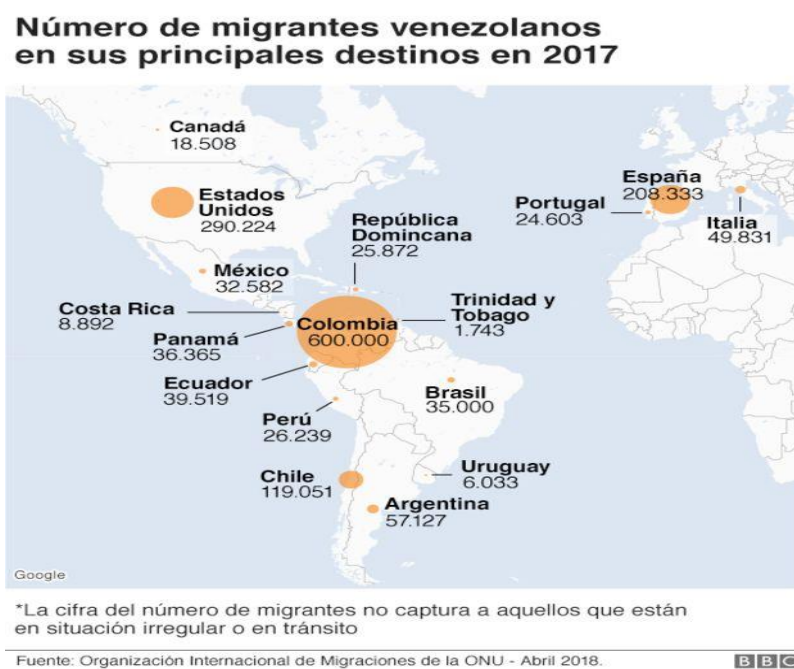 Número de migrantes venezolanos
en sus principales destinos en 2017
Canadá
18.508
Estados
Unidos
290.224
España
208.333
Portugal
24.603
Italia
49.831
República
Domincana
25.872
México
32.582
Costa Rica
8.892
Trinidad y
Tobago
1.743
Colombia
600.000
Panamá
36.365
Ecuador
39.519
Brasil
35.000
Perú
26.239
Uruguay
6.033
Chile
119.051
Argentina
57.127
Google
*La cifra del número de migrantes no captura a aquellos que están
en situación irregular o en tránsito
Fuente: Organización Internacional de Migraciones de la ONU - Abril 2018.
BBC